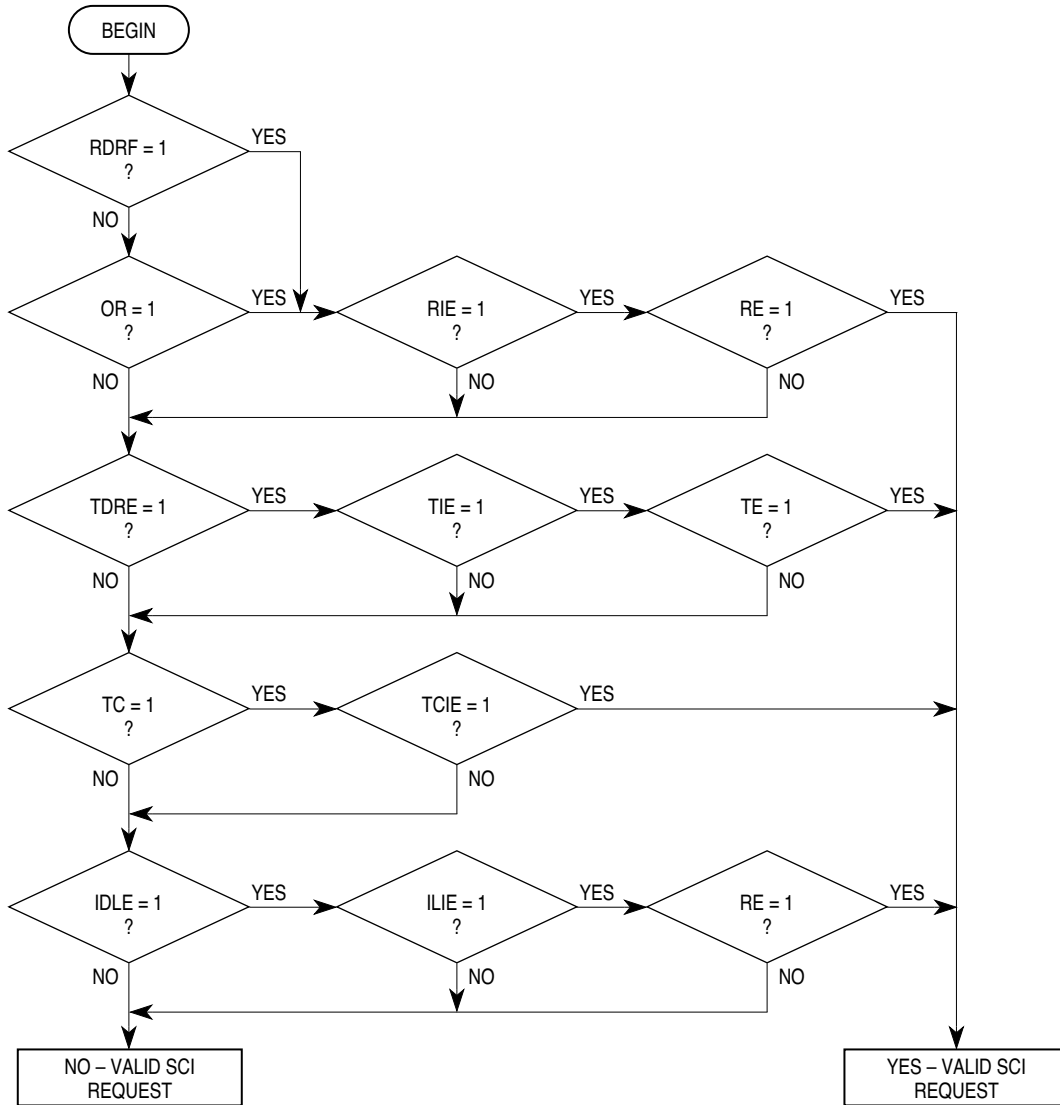 BEGIN
RDRF = 1
?
YES
NO
OR = 1
?
YES
NO
RIE = 1
?
YES
NO
RE = 1
?
YES
NO
TDRE = 1
?
YES
NO
TIE = 1
?
YES
NO
TE = 1
?
YES
NO
TC = 1
?
YES
NO
TCIE = 1
?
YES
NO
IDLE = 1
?
YES
NO
ILIE = 1
?
YES
NO
RE = 1
?
YES
NO
NO – VALID SCI
REQUEST
YES – VALID SCI
REQUEST